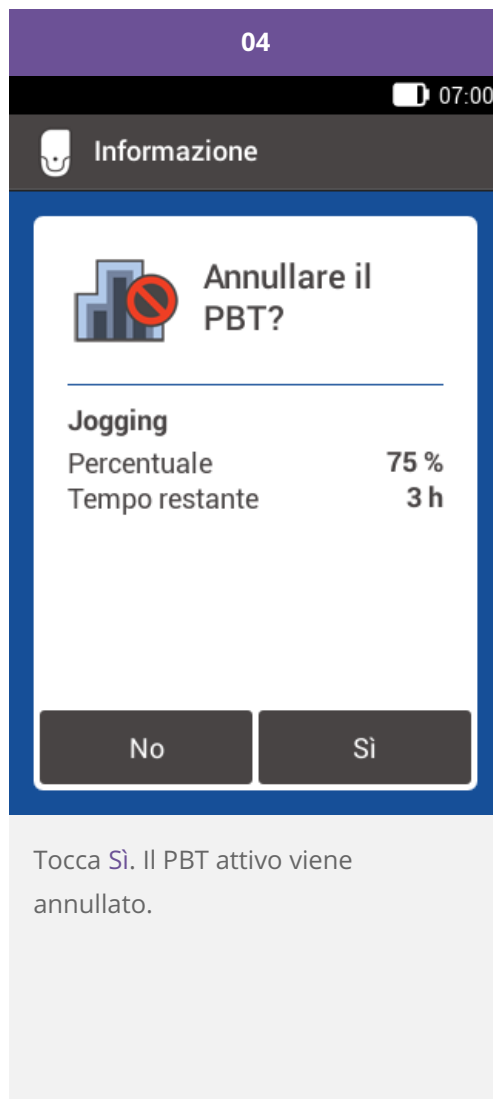 04
07:00
Informazione
Annullare il
PBT?
Jogging
Percentuale 75 %
Tempo restante 3 h
No Sì
Tocca Sì. Il PBT attivo viene
annullato.